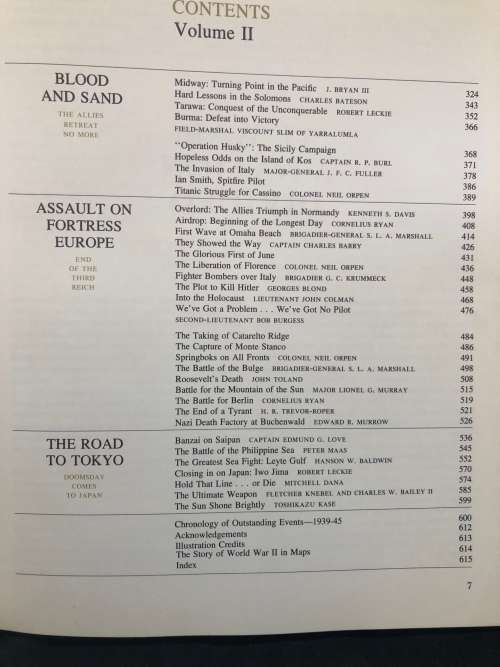 CONTENTS
Volume II
BLOOD
AND SAND
THE ALLIES
RETREAT
NO MORE
Midway: Turning Point in the Pacific J. BRYAN III 324
Hard Lessons in the Solomons CHARLES BATESON 343
Tarawa: Conquest of the Unconquerable ROBERT LECKIE 352
Burma: Defeat into Victory 366
FIELD-MARSHAL VISCOUNT SLIM OF YARRALUMLA
"Operation Husky": The Sicily Campaign 368
Hopeless Odds on the Island of Kos CAPTAIN R. P. BURL 371
The Invasion of Italy MAJOR-GENERAL J. F. C. FULLER 378
Ian Smith, Spitfire Pilot 386
Titanic Struggle for Cassino COLONEL NEIL ORPEN 389
ASSAULT ON
FORTRESS
EUROPE
END
OF THE
THIRD
REICH
Overlord: The Allies Triumph in Normandy KENNETH S. DAVIS 398
Airdrop: Beginning of the Longest Day CORNELIUS RYAN 408
First Wave at Omaha Beach BRIGADIER-GENERAL S. L. A. MARSHALL 414
They Showed the Way CAPTAIN CHARLES BARRY 426
The Glorious First of June 431
The Liberation of Florence COLONEL NEIL ORPEN 436
Fighter Bombers over Italy BRIGADIER G. C. KRUMMECK 448
The Plot to Kill Hitler GEORGES BLOND 458
Into the Holocaust LIEUTENANT JOHN COLMAN 468
We've Got a Problem . . . We've Got No Pilot 476
SECOND-LIEUTENANT BOB BURGESS
The Taking of Catarelto Ridge 484
The Capture of Monte Stanco 486
Springboks on All Fronts COLONEL NEIL ORPEN 491
The Battle of the Bulge BRIGADIER-GENERAL S. L. A. MARSHALL 498
Roosevelt's Death JOHN TOLAND 508
Battle for the Mountain of the Sun MAJOR LIONEL G. MURRAY 515
The Battle for Berlin CORNELIUS RYAN 519
The End of a Tyrant H. R. TREVOR-ROPER 521
Nazi Death Factory at Buchenwald EDWARD R. MURROW 526
THE ROAD
TO TOKYO
DOOMSDAY
COMES
TO JAPAN
Banzai on Saipan CAPTAIN EDMUND G. LOVE 536
The Battle of the Philippine Sea PETER MAAS 545
The Greatest Sea Fight: Leyte Gulf HANSON W. BALDWIN 552
Closing in on Japan: Iwo Jima ROBERT LECKIE 570
Hold That Line . . . or Die MITCHELL DANA 574
The Ultimate Weapon FLETCHER KNEBEL AND CHARLES W. BAILEY II 585
The Sun Shone Brightly TOSHIKAZU KASE 599
Chronology of Outstanding Events—1939-45 600
Acknowledgements 612
Illustration Credits 613
The Story of World War II in Maps 614
Index 615
7